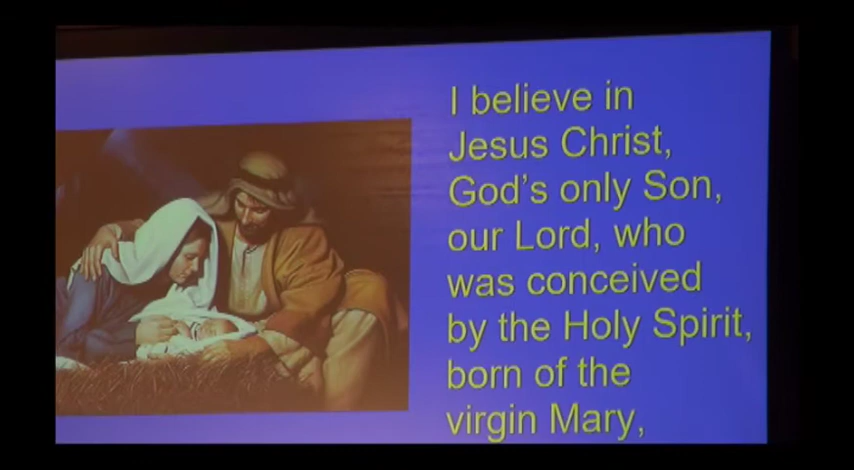 I believe in
Jesus Christ,
God's only Son,
our Lord, who
was conceived
by the Holy Spirit,
born of the
virgin Mary,